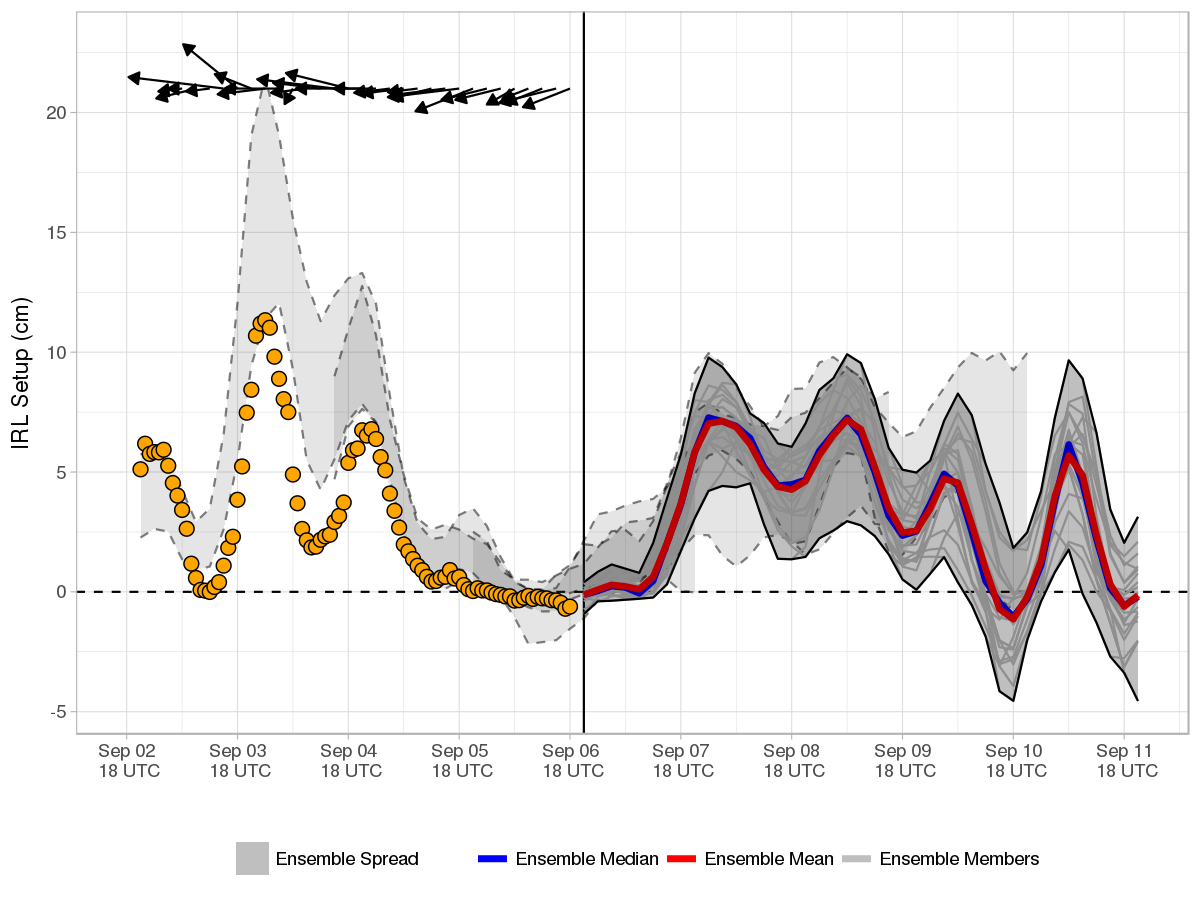 IRL Setup (cm)
20
15
10
5
0
-5
Sep 02 Sep 03 Sep 04 Sep 05 Sep 06 Sep 07 Sep 08 Sep 09 Sep 10 Sep 11
18 UTC 18 UTC 18 UTC 18 UTC 18 UTC 18 UTC 18 UTC 18 UTC 18 UTC 18 UTC
Ensemble Spread Ensemble Median Ensemble Mean Ensemble Members